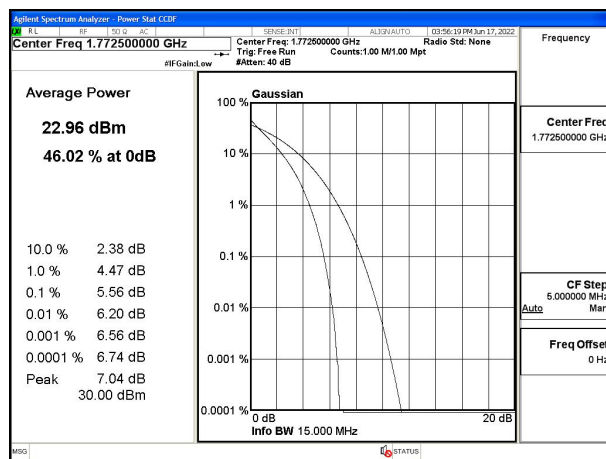 Agilent Spectrum Analyzer - Power Stat CCDF
RL RF 50 Ω AC SENSE:INT ALIGN AUTO 03:56:19 PM Jun 17, 2022
Center Freq 1.772500000 GHz
Center Freq: 1.772500000 GHz Radio Std: None
Trig: Free Run Counts:1.00 M/1.00 Mpt
#IFGain:Low #Atten: 40 dB
Frequency
Average Power
22.96 dBm
46.02 % at 0dB
10.0 % 2.38 dB
1.0 % 4.47 dB
0.1 % 5.56 dB
0.01 % 6.20 dB
0.001 % 6.56 dB
0.0001 % 6.74 dB
Peak 7.04 dB
30.00 dBm
Gaussian
100 %
10 %
1 %
0.1 %
0.01 %
0.001 %
0.0001 %
0 dB 20 dB
Info BW 15.000 MHz
Center Freq
1.772500000 GHz
CF Step
5.000000 MHz
Auto Man
Freq Offset
0 Hz
MSG STATUS